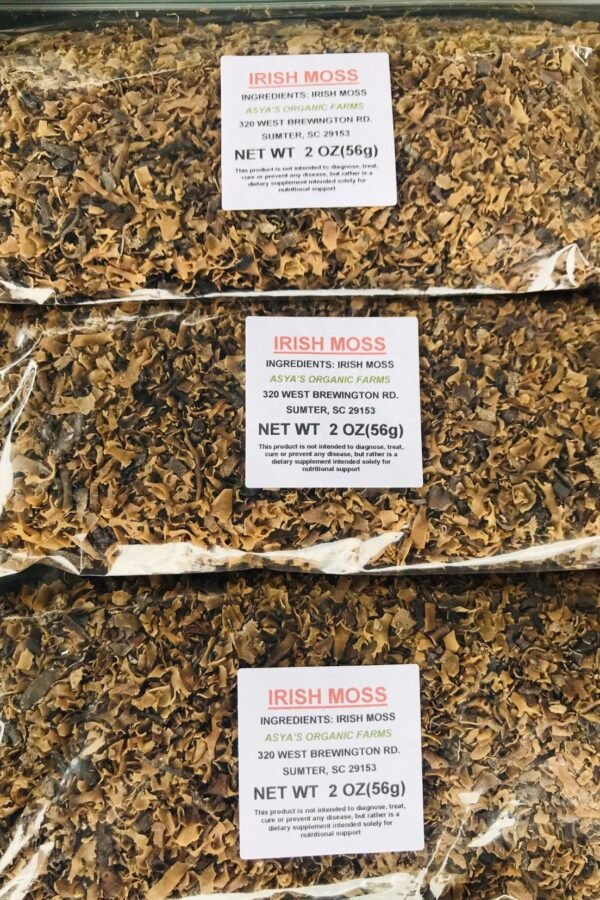 IRISH MOSS
INGREDIENTS: IRISH MOSS
ASYA'S ORGANIC FARMS
320 WEST BREWINGTON RD.
SUMTER, SC 29153
NET WT 2 OZ(56g)
This product is not intended to diagnose, treat,
cure or prevent any disease, but rather is a
dietary supplement intended solely for
nutritional support
IRISH MOSS
INGREDIENTS: IRISH MOSS
ASYA'S ORGANIC FARMS
320 WEST BREWINGTON RD.
SUMTER, SC 29153
NET WT 2 OZ(56g)
This product is not intended to diagnose, treat,
cure or prevent any disease, but rather is a
dietary supplement intended solely for
nutritional support
IRISH MOSS
INGREDIENTS: IRISH MOSS
ASYA'S ORGANIC FARMS
320 WEST BREWINGTON RD.
SUMTER, SC 29153
NET WT 2 OZ(56g)
This product is not intended to diagnose, treat,
cure or prevent any disease, but rather is a
dietary supplement intended solely for
nutritional support